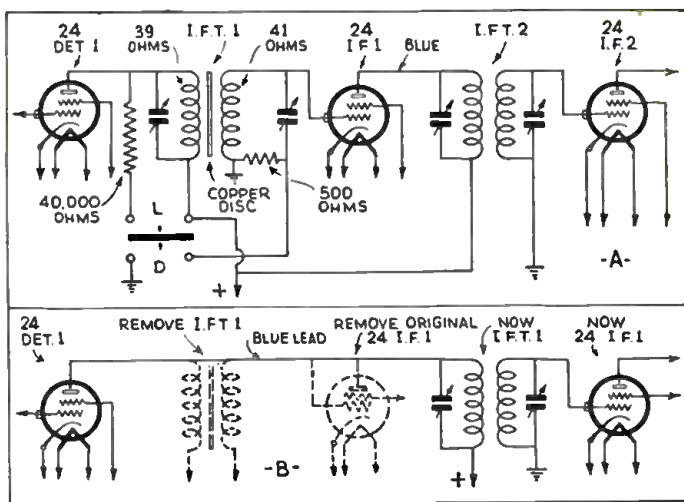 24
DET. 1
39
OHMS
I.F.T. 1
41
OHMS
24
I F. 1
BLUE
I.F.T. 2
24
I.F. 2
40,000
OHMS
COPPER
DISC
500
OHMS
L
D
+
-A-
24
DET. 1
REMOVE I.F.T 1
BLUE LEAD
REMOVE ORIGINAL
24 I.F. 1
NOW
I.F.T. 1
NOW
24 I.F. 1
-B-
+